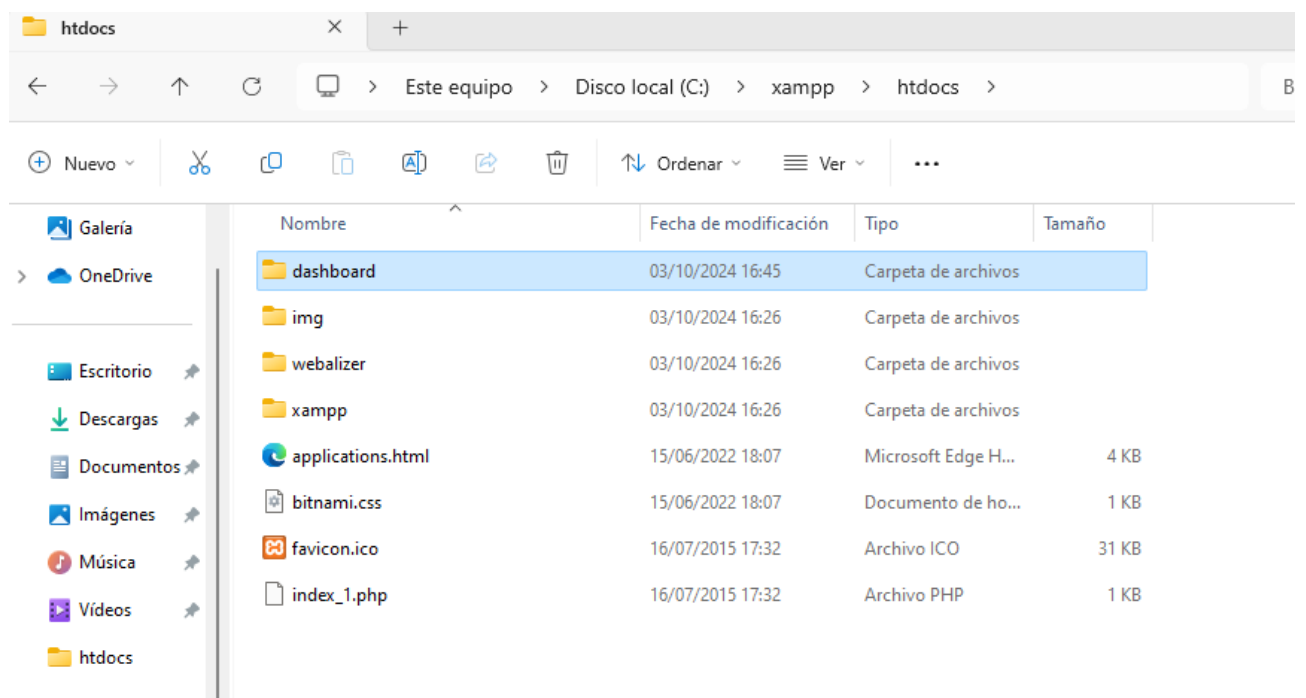 htdocs
Este equipo > Disco local (C:) > xampp > htdocs >
Nuevo Ordenar Ver ...
Nombre Fecha de modificación Tipo Tamaño
Galería
OneDrive
Escritorio
Descargas
Documentos
Imágenes
Música
Vídeos
htdocs
dashboard 03/10/2024 16:45 Carpeta de archivos
img 03/10/2024 16:26 Carpeta de archivos
webalizer 03/10/2024 16:26 Carpeta de archivos
xampp 03/10/2024 16:26 Carpeta de archivos
applications.html 15/06/2022 18:07 Microsoft Edge H... 4 KB
bitnami.css 15/06/2022 18:07 Documento de ho... 1 KB
favicon.ico 16/07/2015 17:32 Archivo ICO 31 KB
index_1.php 16/07/2015 17:32 Archivo PHP 1 KB